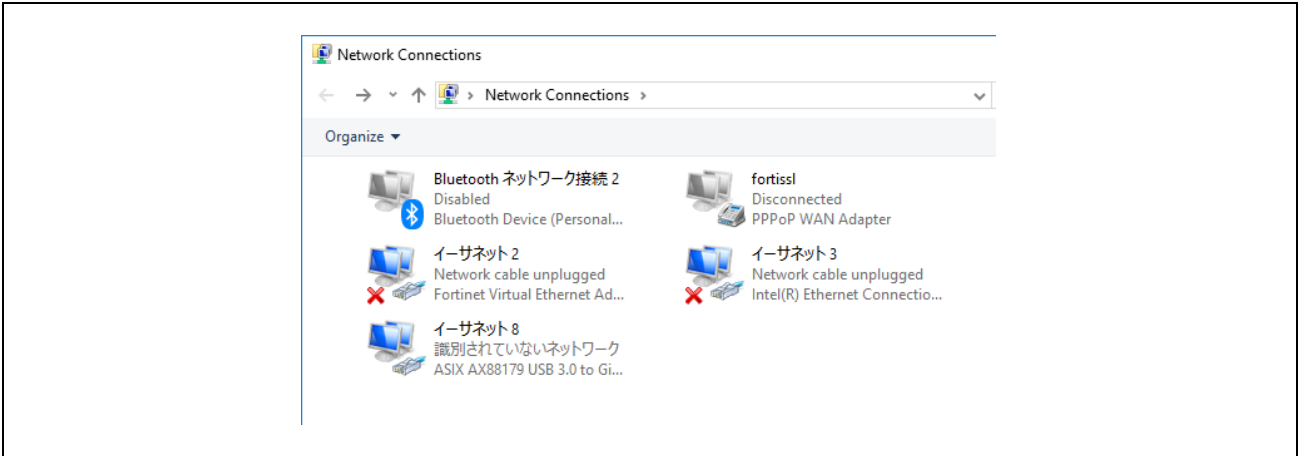 Network Connections
Network Connections
Organize
Bluetooth ネットワーク接続 2
Disabled
Bluetooth Device (Personal...
fortissl
Disconnected
PPPoP WAN Adapter
イーサネット 2
Network cable unplugged
Fortinet Virtual Ethernet Ad...
イーサネット 3
Network cable unplugged
Intel(R) Ethernet Connectio...
イーサネット 8
識別されていないネットワーク
ASIX AX88179 USB 3.0 to Gi...